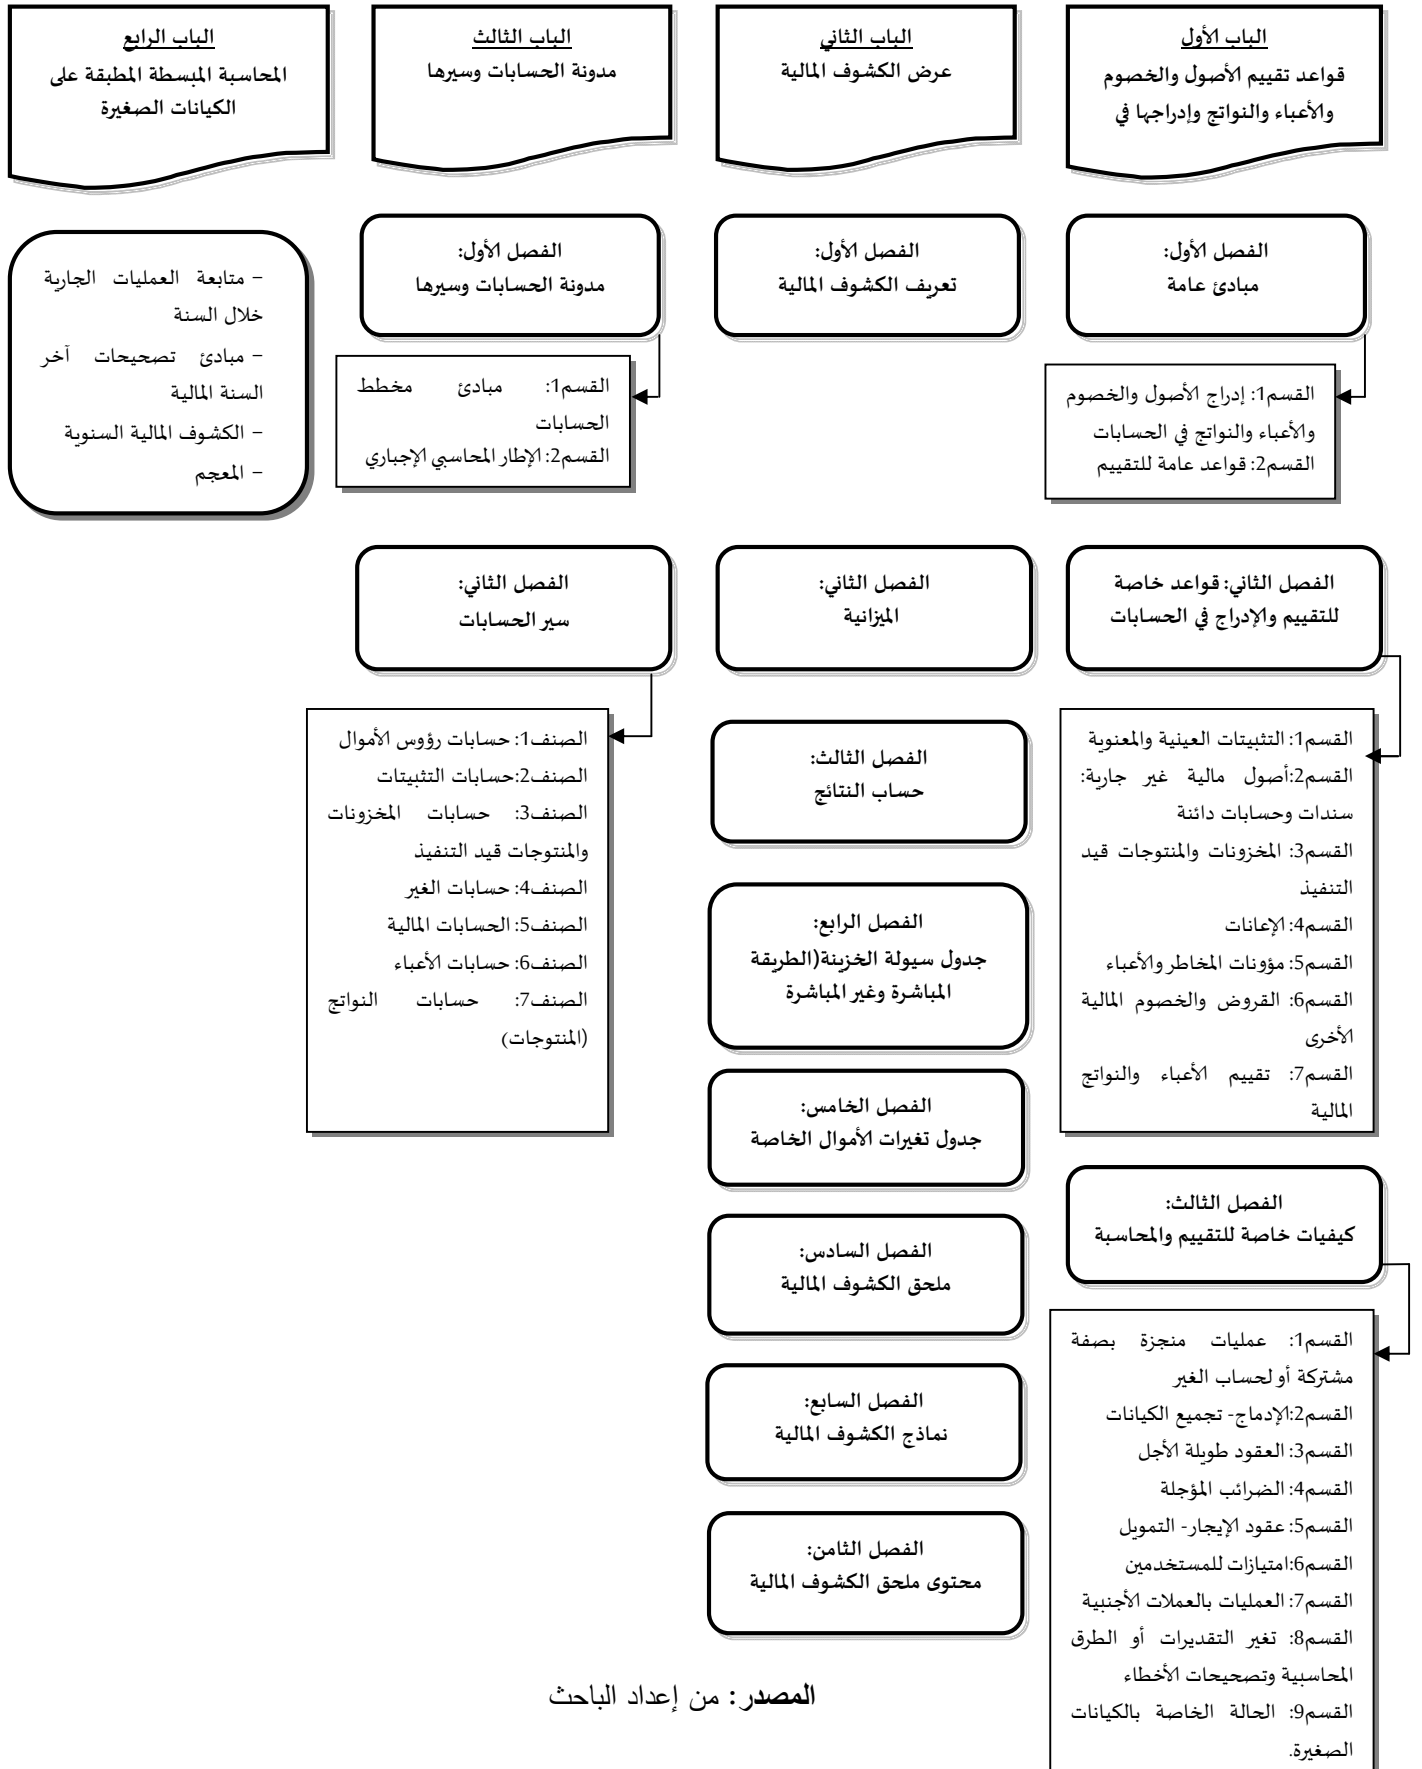 الباب الأول
قواعد تقييم الأصول والخصوم
والأعباء والنواتج وإدراجها في
الفصل الأول:
مبادئ عامة
القسم1: إدراج الأصول والخصوم
والأعباء والنواتج في الحسابات
القسم2: قواعد عامة للتقييم
الفصل الثاني: قواعد خاصة
للتقييم والإدراج في الحسابات
القسم1: التثبيتات العينية والمعنوية
القسم2:أصول مالية غير جارية:
سندات وحسابات دائنة
القسم3: المخزونات والمنتوجات قيد
التنفيذ
القسم4: الإعانات
القسم5: مؤونات المخاطر والأعباء
القسم6: القروض والخصوم المالية
الأخرى
القسم7: تقييم الأعباء والنواتج
المالية
الفصل الثالث:
كيفيات خاصة للتقييم والمحاسبة
القسم1: عمليات منجزة بصفة
مشتركة أو لحساب الغير
القسم2:الإدماج- تجميع الكيانات
القسم3: العقود طويلة الأجل
القسم4: الضرائب المؤجلة
القسم5: عقود الإيجار- التمويل
القسم6:امتيازات للمستخدمين
القسم7: العمليات بالعملات الأجنبية
القسم8: تغير التقديرات أو الطرق
المحاسبية وتصحيحات الأخطاء
القسم9: الحالة الخاصة بالكيانات
الصغيرة.
الباب الثاني
عرض الكشوف المالية
الفصل الأول:
تعريف الكشوف المالية
الفصل الثاني:
الميزانية
الفصل الثالث:
حساب النتائج
الفصل الرابع:
جدول سيولة الخزينة(الطريقة
المباشرة وغير المباشرة
الفصل الخامس:
جدول تغيرات الأموال الخاصة
الفصل السادس:
ملحق الكشوف المالية
الفصل السابع:
نماذج الكشوف المالية
الفصل الثامن:
محتوى ملحق الكشوف المالية
الباب الثالث
مدونة الحسابات وسيرها
الفصل الأول:
مدونة الحسابات وسيرها
القسم1: مبادئ مخطط
الحسابات
القسم2: الإطار المحاسبي الإجباري
الفصل الثاني:
سير الحسابات
الصنف1: حسابات رؤوس الأموال
الصنف2:حسابات التثبيتات
الصنف3: حسابات المخزونات
والمنتوجات قيد التنفيذ
الصنف4: حسابات الغير
الصنف5: الحسابات المالية
الصنف6: حسابات الأعباء
الصنف7: حسابات النواتج
(المنتوجات)
الباب الرابع
المحاسبة المبسطة المطبقة على
الكيانات الصغيرة
– متابعة العمليات الجارية
خلال السنة
– مبادئ تصحيحات آخر
السنة المالية
– الكشوف المالية السنوية
– المعجم
المصدر: من إعداد الباحث